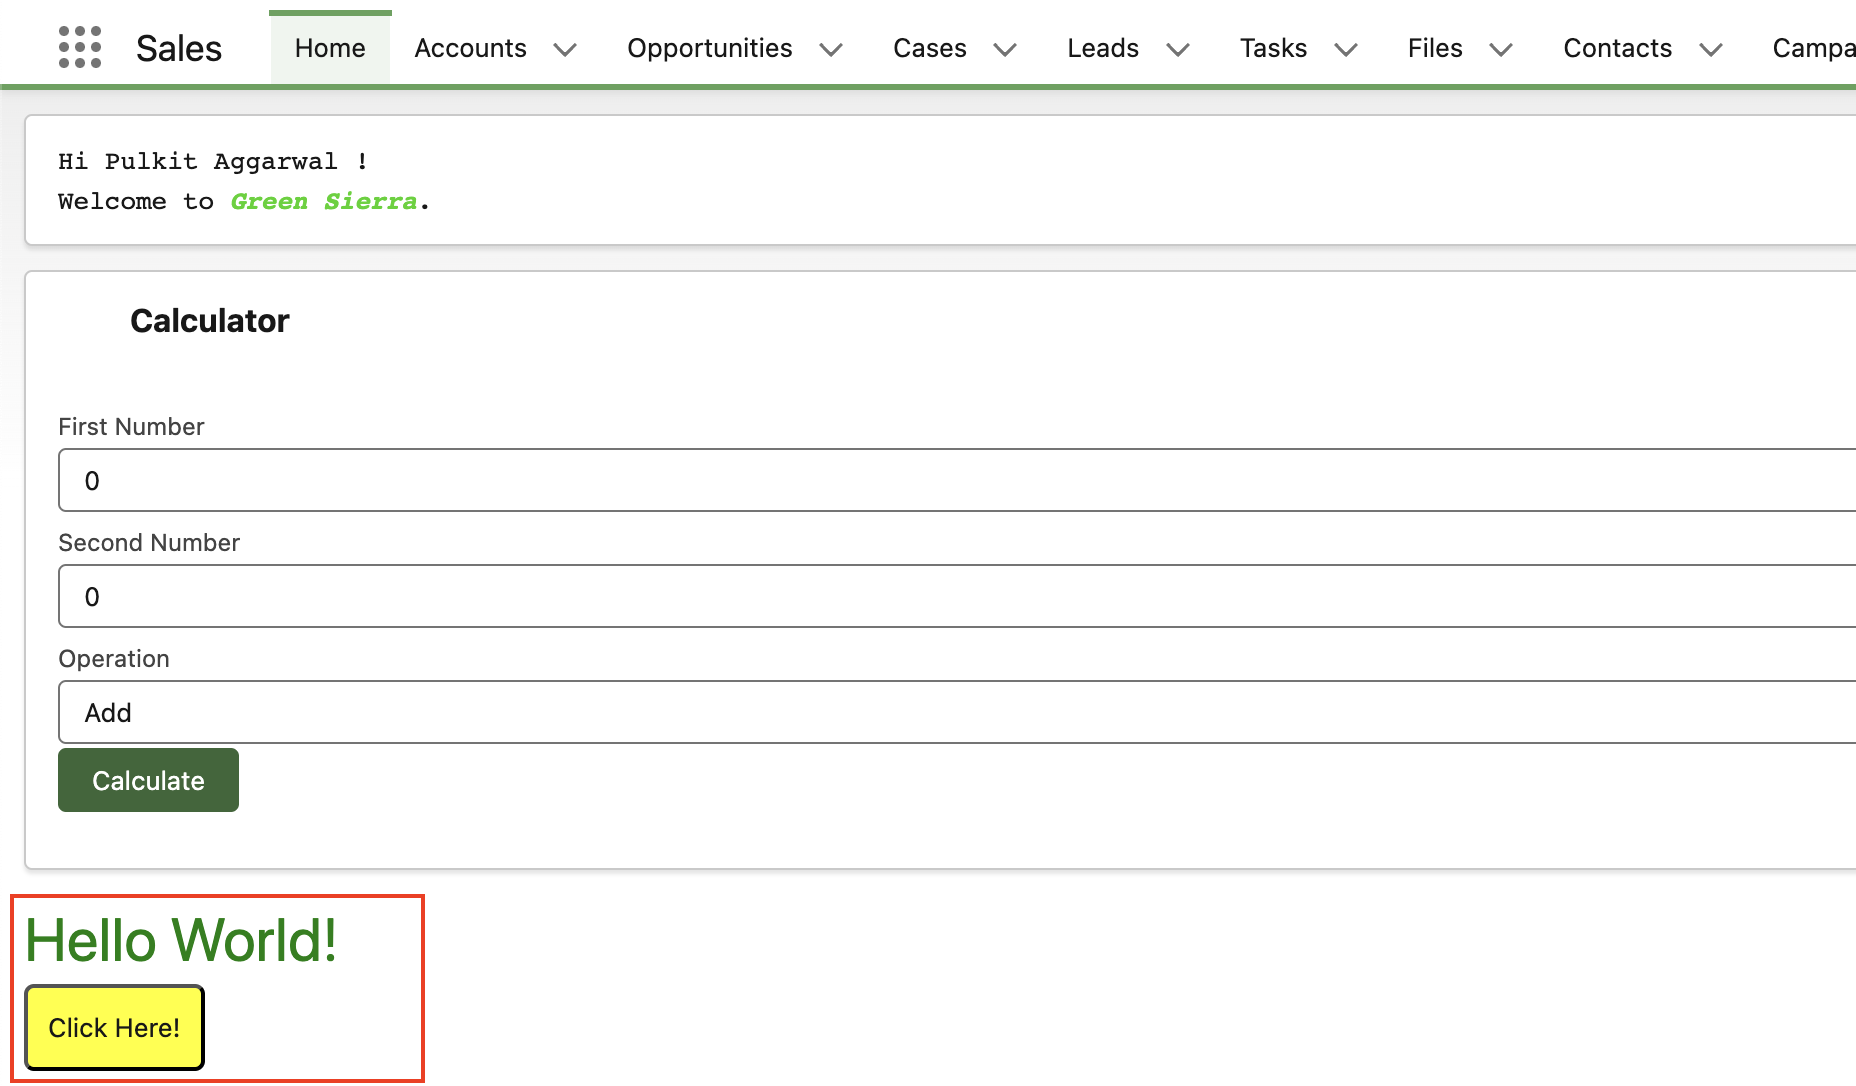 Sales Home Accounts Opportunities Cases Leads Tasks Files Contacts Campa
Hi Pulkit Aggarwal !
Welcome to Green Sierra.
Calculator
First Number
0
Second Number
0
Operation
Add
Calculate
Hello World!
Click Here!